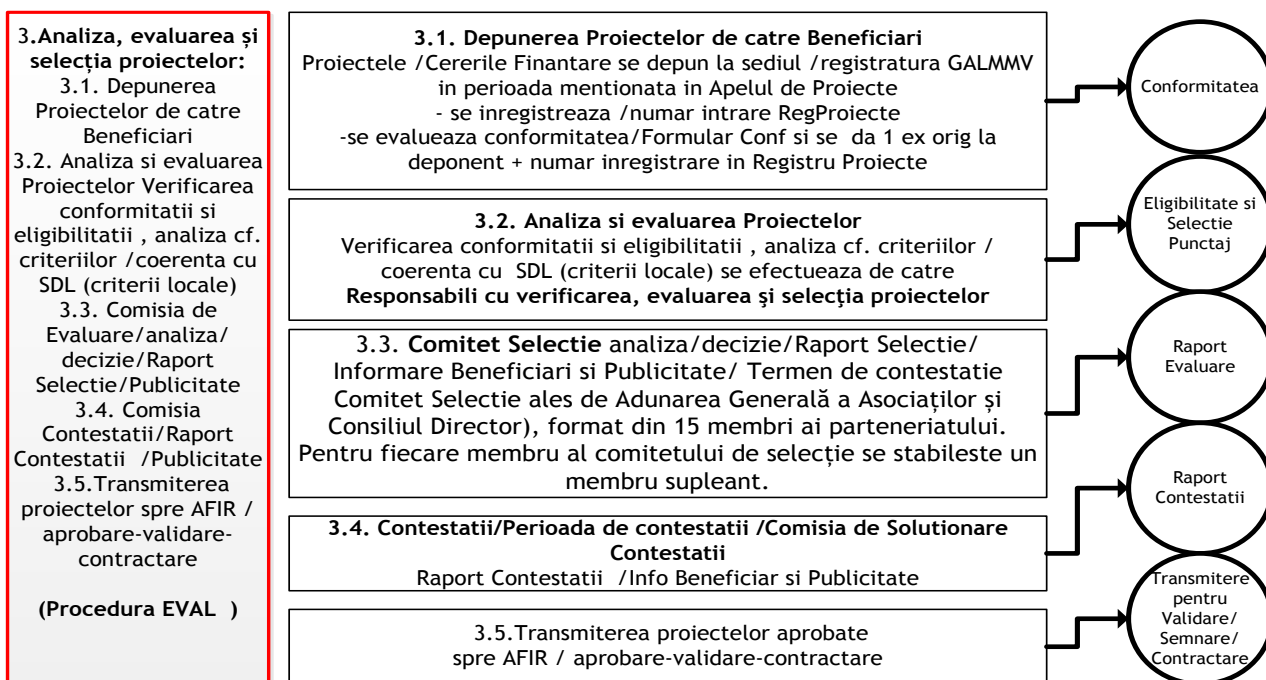 3.Analiza, evaluarea și
selecția proiectelor:
3.1. Depunerea
Proiectelor de catre
Beneficiari
3.2. Analiza si evaluarea
Proiectelor Verificarea
conformitatii si
eligibilitatii , analiza cf.
criteriilor /coerenta cu
SDL (criterii locale)
3.3. Comisia de
Evaluare/analiza/
decizie/Raport
Selectie/Publicitate
3.4. Comisia
Contestatii/Raport
Contestatii /Publicitate
3.5.Transmiterea
proiectelor spre AFIR /
aprobare-validare-
contractare
(Procedura EVAL )
3.1. Depunerea Proiectelor de catre Beneficiari
Proiectele /Cererile Finantare se depun la sediul /registratura GALMMV
in perioada mentionata in Apelul de Proiecte
- se inregistreaza /numar intrare RegProiecte
-se evalueaza conformitatea/Formular Conf si se da 1 ex orig la
deponent + numar inregistrare in Registru Proiecte
Conformitatea
3.2. Analiza si evaluarea Proiectelor
Verificarea conformitatii si eligibilitatii , analiza cf. criteriilor /
coerenta cu SDL (criterii locale) se efectueaza de catre
Responsabili cu verificarea, evaluarea şi selecţia proiectelor
Eligibilitate si
Selectie
Punctaj
3.3. Comitet Selectie analiza/decizie/Raport Selectie/
Informare Beneficiari si Publicitate/ Termen de contestatie
Comitet Selectie ales de Adunarea Generală a Asociaților și
Consiliul Director), format din 15 membri ai parteneriatului.
Pentru fiecare membru al comitetului de selecție se stabileste un
membru supleant.
Raport
Evaluare
3.4. Contestatii/Perioada de contestatii /Comisia de Solutionare
Contestatii
Raport Contestatii /Info Beneficiar si Publicitate
Raport
Contestatii
3.5.Transmiterea proiectelor aprobate
spre AFIR / aprobare-validare-contractare
Transmitere
pentru
Validare/
Semnare/
Contractare